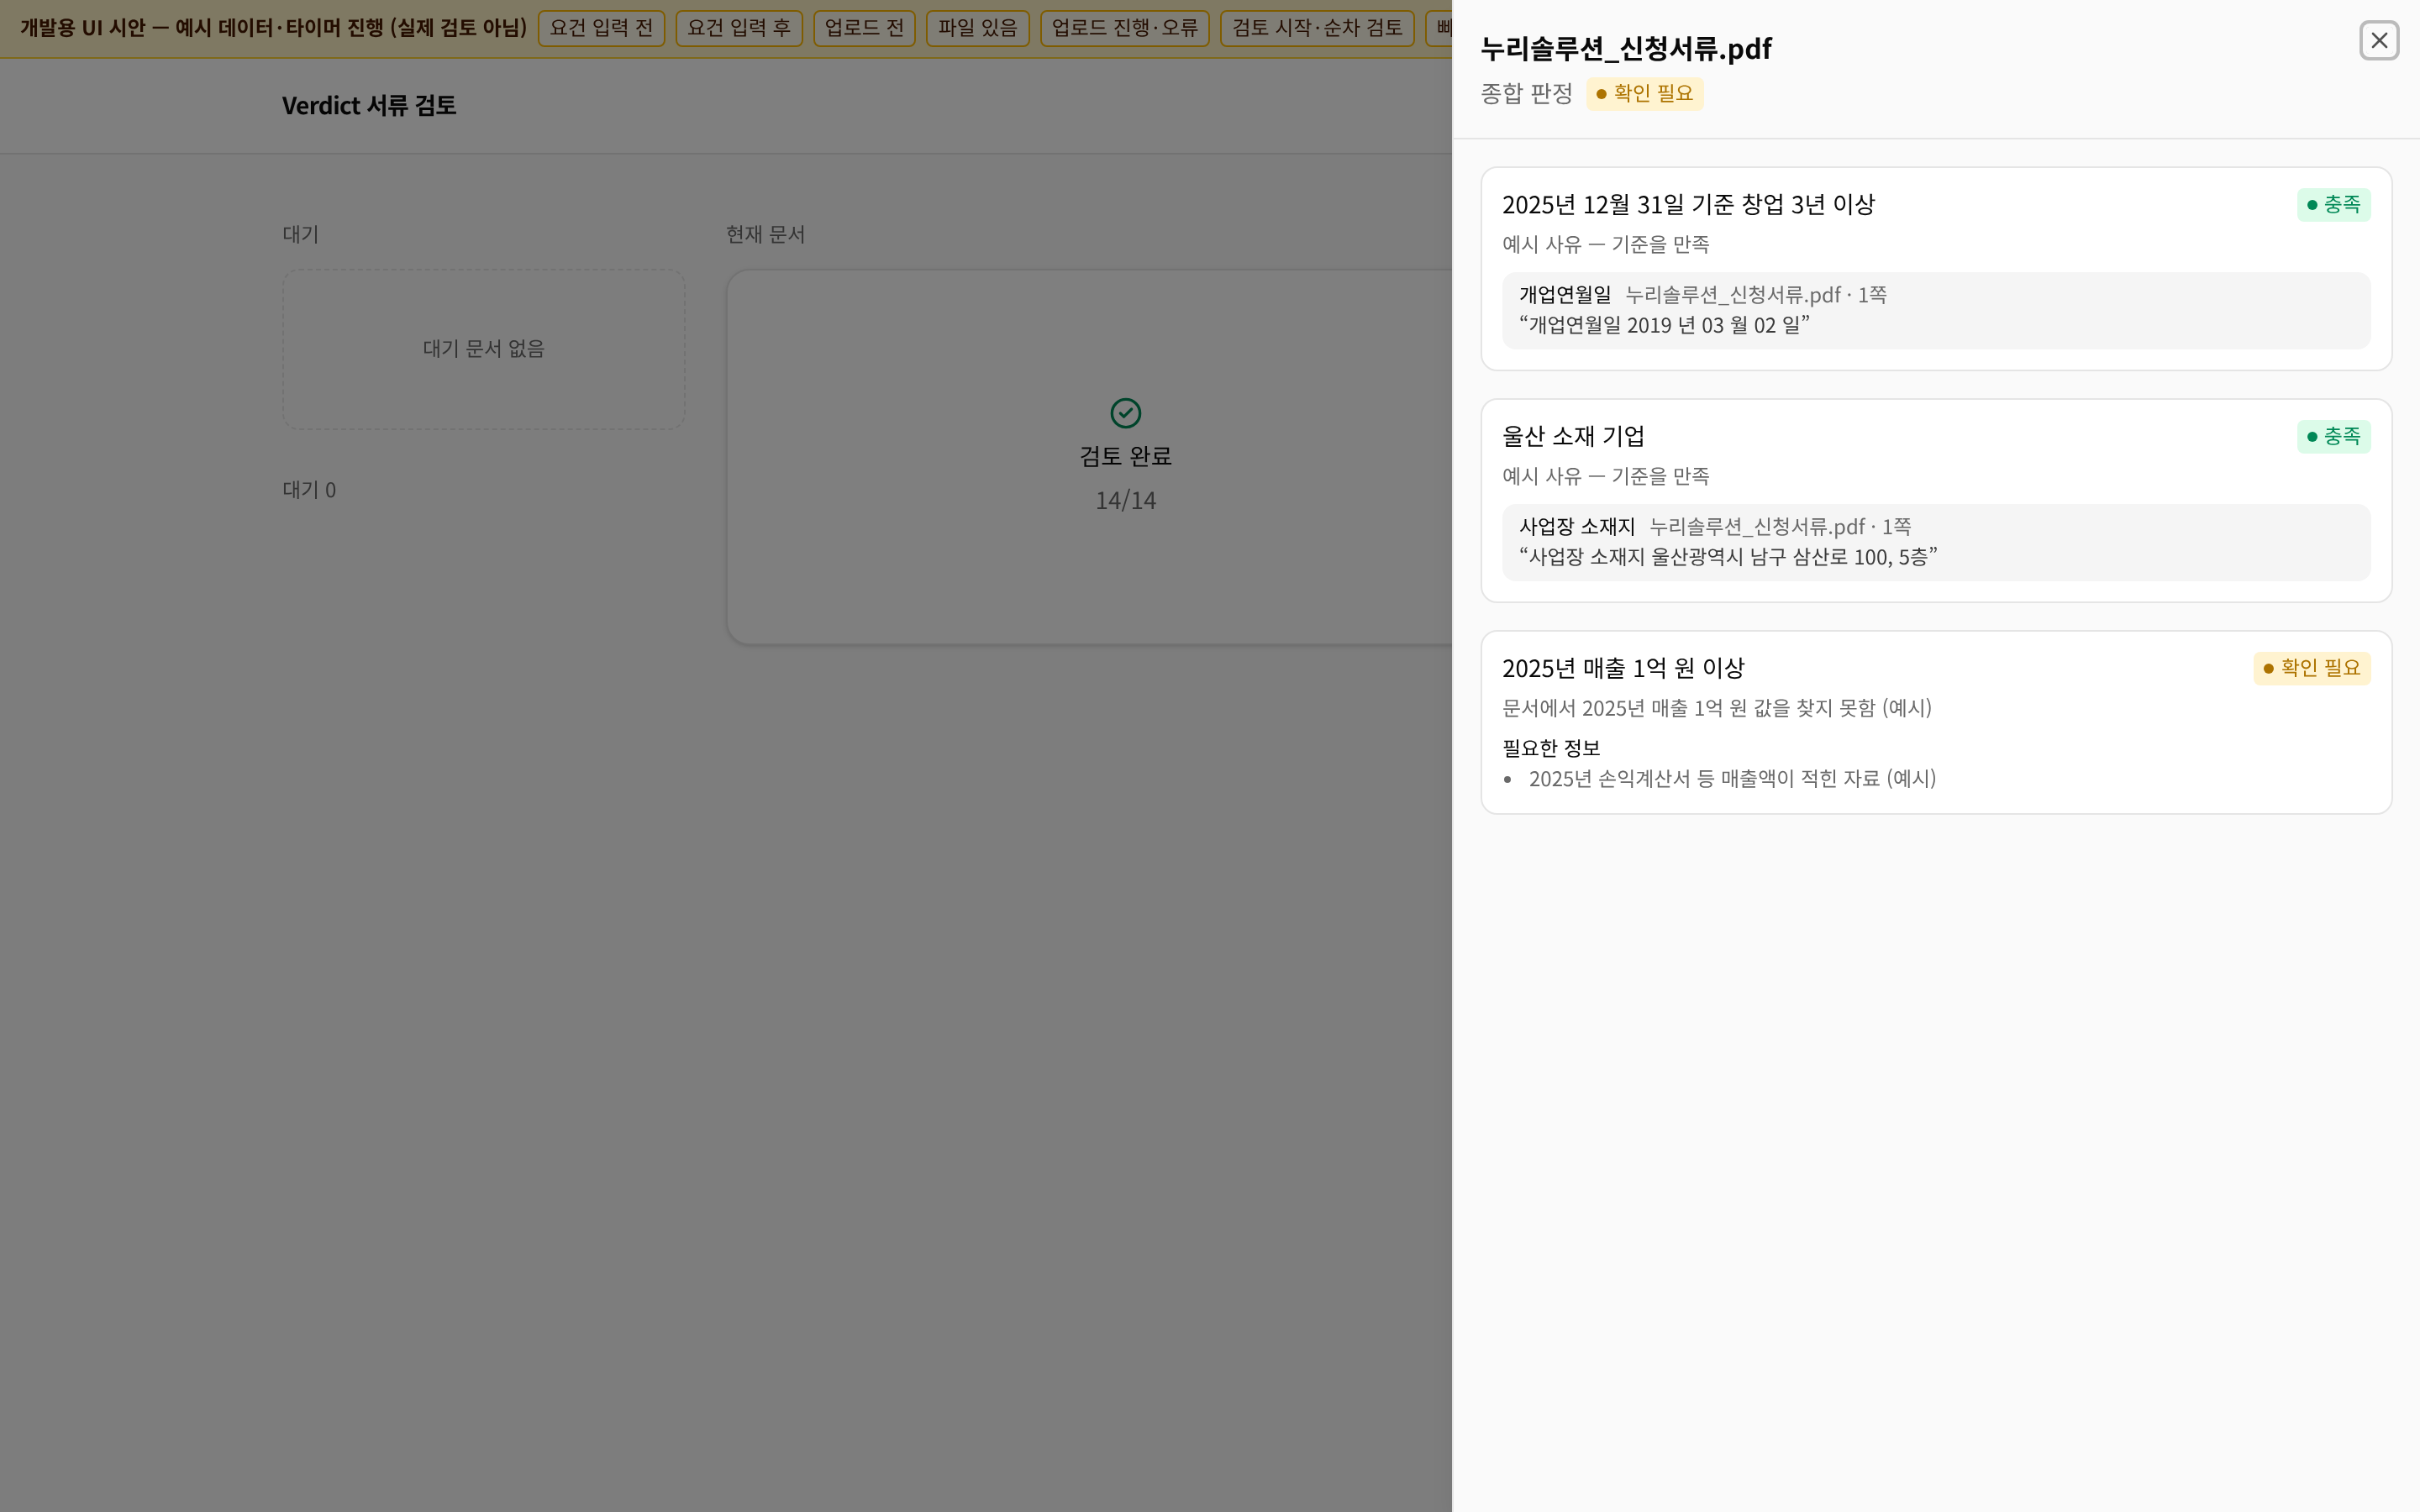 개발용 UI 시안 — 예시 데이터·타이머 진행 (실제 검토 아님) 요건 입력 전 요건 입력 후 업로드 전 파일 있음 업로드 진행·오류 검토 시작·순차 검토
Verdict 서류 검토
대기
대기 문서 없음
대기 0
현재 문서
검토 완료
14/14
누리솔루션_신청서류.pdf
종합 판정 확인 필요
2025년 12월 31일 기준 창업 3년 이상 충족
예시 사유 — 기준을 만족
개업연월일 누리솔루션_신청서류.pdf · 1쪽
“개업연월일 2019 년 03 월 02 일”
울산 소재 기업 충족
예시 사유 — 기준을 만족
사업장 소재지 누리솔루션_신청서류.pdf · 1쪽
“사업장 소재지 울산광역시 남구 삼산로 100, 5층”
2025년 매출 1억 원 이상 확인 필요
문서에서 2025년 매출 1억 원 값을 찾지 못함 (예시)
필요한 정보
• 2025년 손익계산서 등 매출액이 적힌 자료 (예시)